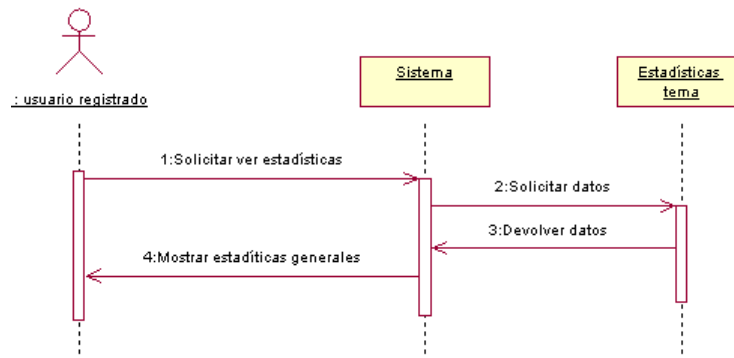 Sistema
Estadísticas
tema
: usuario registrado
1:Solicitar ver estadísticas
2:Solicitar datos
3:Devolver datos
4:Mostrar estadíticas generales